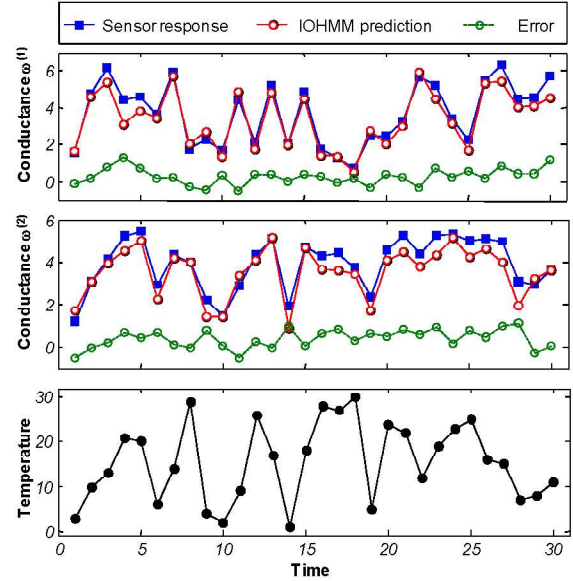 Sensor response IOHMM prediction Error
Conductance ω(1)
6
4
2
0
Conductance ω(2)
6
4
2
0
Temperature
30
20
10
0
0 5 10 15 20 25 30
Time